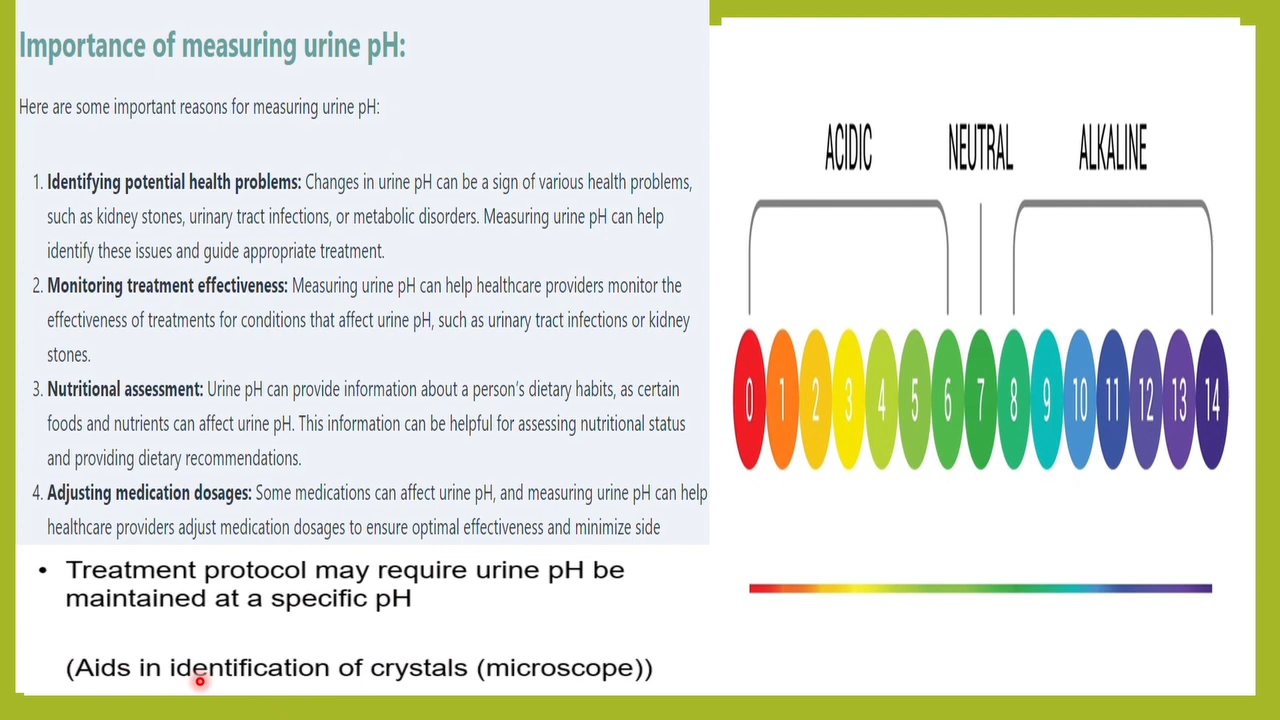 Importance of measuring urine pH:
Here are some important reasons for measuring urine pH:
1. Identifying potential health problems: Changes in urine pH can be a sign of various health problems,
such as kidney stones, urinary tract infections, or metabolic disorders. Measuring urine pH can help
identify these issues and guide appropriate treatment.
2. Monitoring treatment effectiveness: Measuring urine pH can help healthcare providers monitor the
effectiveness of treatments for conditions that affect urine pH, such as urinary tract infections or kidney
stones.
3. Nutritional assessment: Urine pH can provide information about a person's dietary habits, as certain
foods and nutrients can affect urine pH. This information can be helpful for assessing nutritional status
and providing dietary recommendations.
4. Adjusting medication dosages: Some medications can affect urine pH, and measuring urine pH can help
healthcare providers adjust medication dosages to ensure optimal effectiveness and minimize side
• Treatment protocol may require urine pH be
maintained at a specific pH
(Aids in identification of crystals (microscope))
ACIDIC NEUTRAL ALKALINE
0 1 2 3 4 5 6 7 8 9 10 11 12 13 14